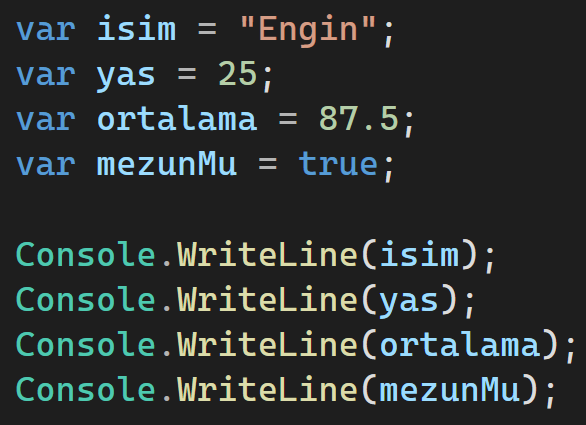 var isim = "Engin";
var yas = 25;
var ortalama = 87.5;
var mezunMu = true;
Console.WriteLine(isim);
Console.WriteLine(yas);
Console.WriteLine(ortalama);
Console.WriteLine(mezunMu);